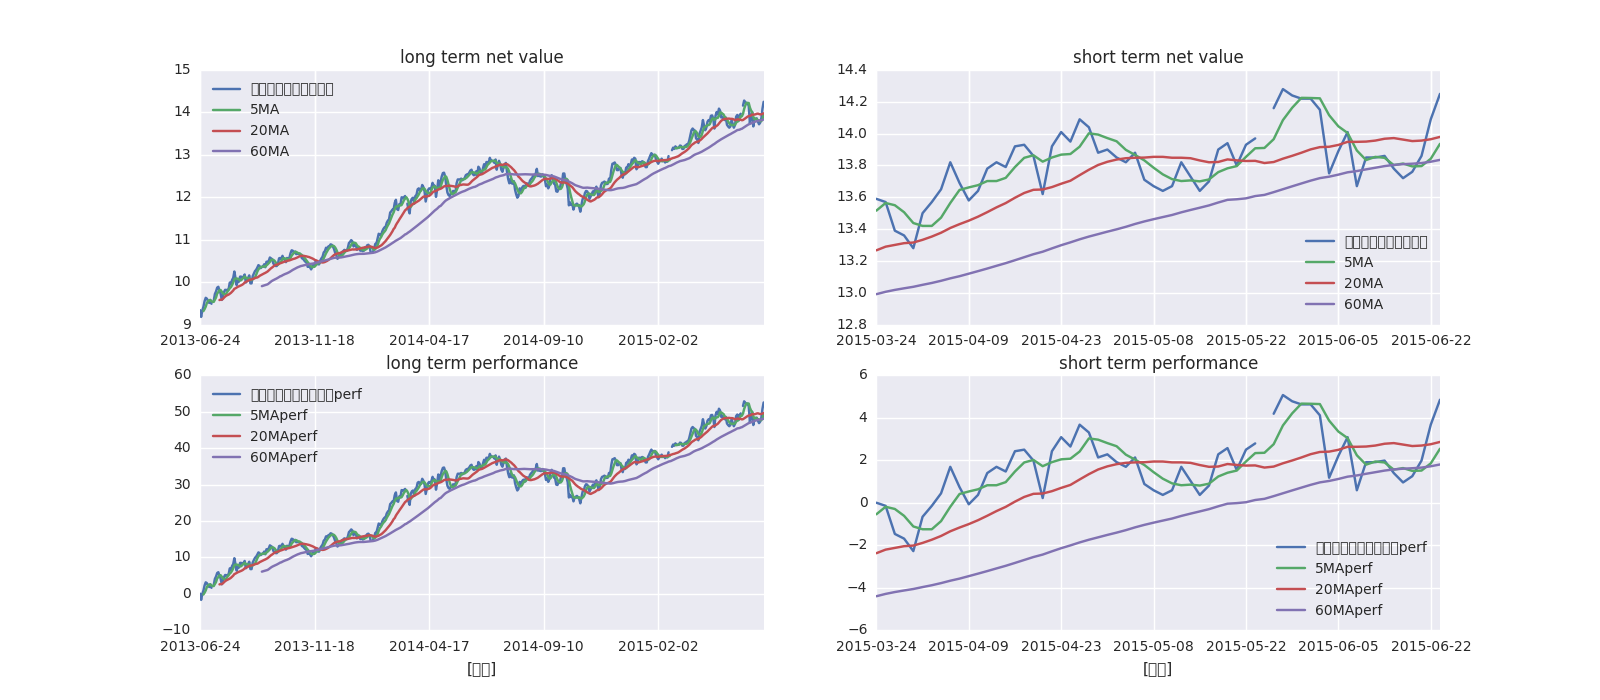 long term net value
15
14
13
12
11
10
9
5MA
20MA
60MA
2013-06-24 2013-11-18 2014-04-17 2014-09-10 2015-02-02
short term net value
14.4
14.2
14.0
13.8
13.6
13.4
13.2
13.0
12.8
5MA
20MA
60MA
2015-03-24 2015-04-09 2015-04-23 2015-05-08 2015-05-22 2015-06-05 2015-06-22
long term performance
60
50
40
30
20
10
0
−10
perf
5MAperf
20MAperf
60MAperf
2013-06-24 2013-11-18 2014-04-17 2014-09-10 2015-02-02
short term performance
6
4
2
0
−2
−4
−6
perf
5MAperf
20MAperf
60MAperf
2015-03-24 2015-04-09 2015-04-23 2015-05-08 2015-05-22 2015-06-05 2015-06-22